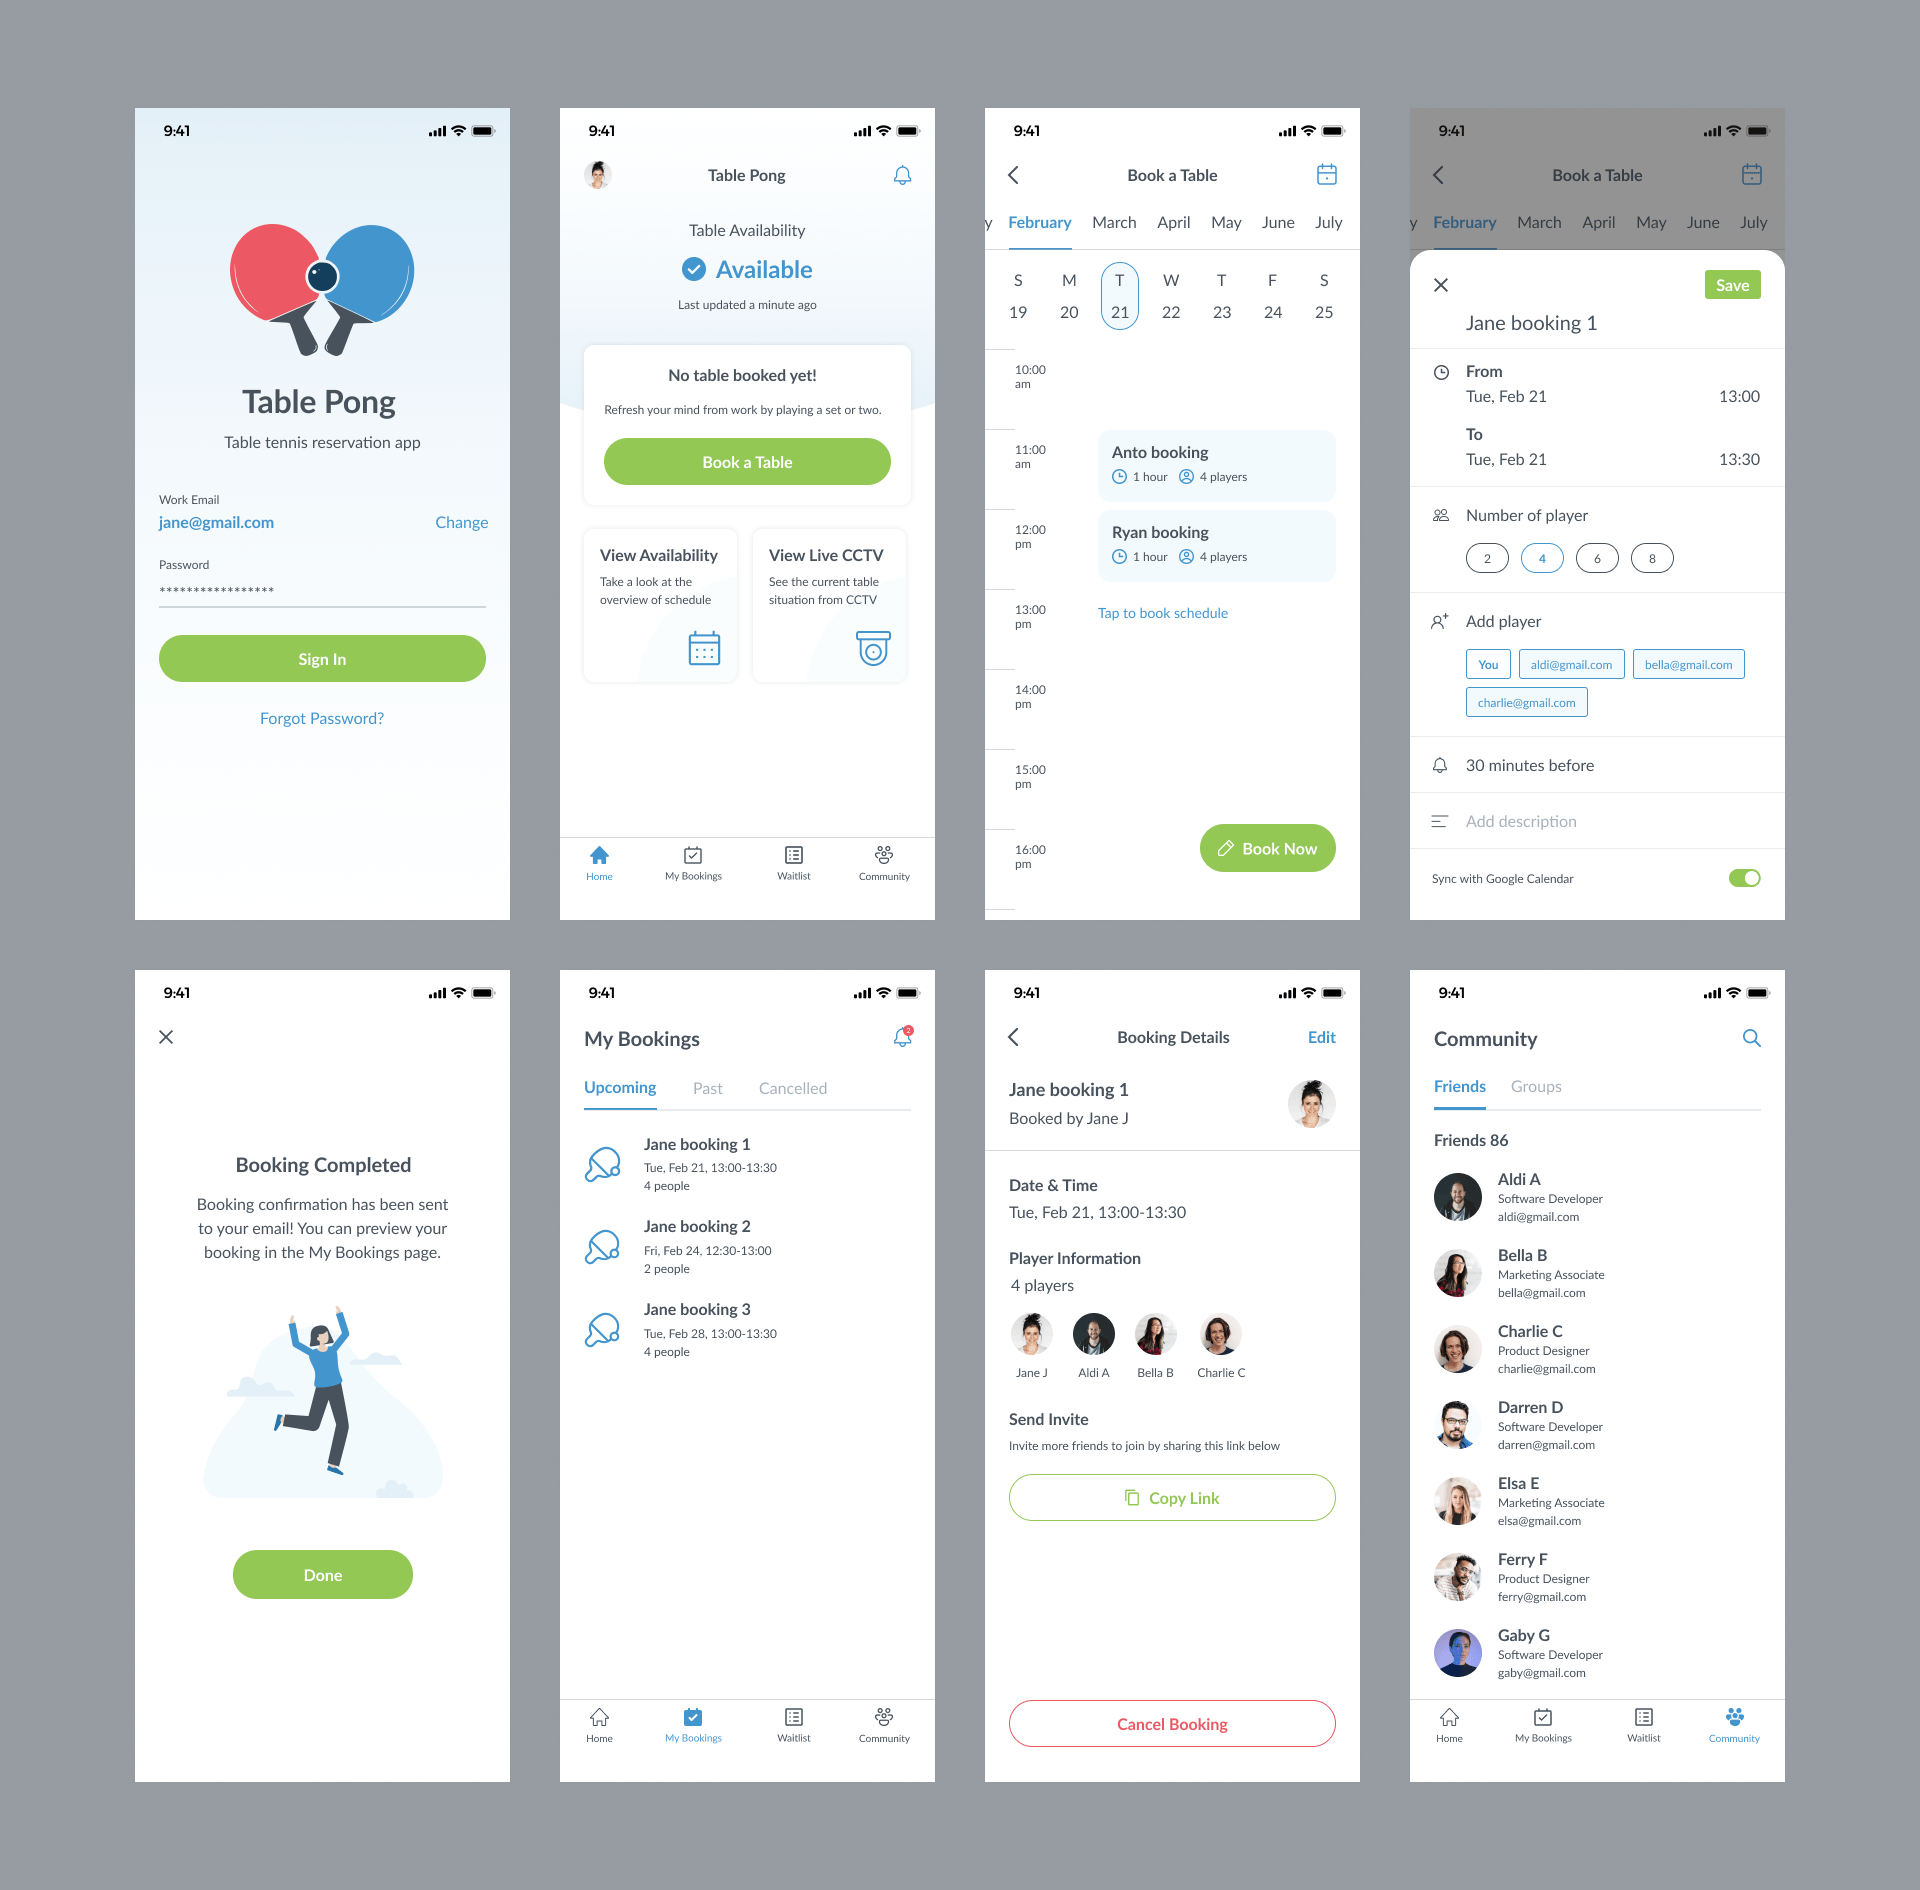 9:41
Table Pong
Table tennis reservation app
Work Email
jane@gmail.com Change
Password
*****************
Sign In
Forgot Password?
9:41
Table Pong
Table Availability
Available
Last updated a minute ago
No table booked yet!
Refresh your mind from work by playing a set or two.
Book a Table
View Availability
Take a look at the
overview of schedule
View Live CCTV
See the current table
situation from CCTV
Home My Bookings Waitlist Community
9:41
Book a Table
y February March April May June July
S M T W T F S
19 20 21 22 23 24 25
10:00
am
11:00
am
Anto booking
1 hour 4 players
12:00
pm
Ryan booking
1 hour 4 players
13:00
pm
Tap to book schedule
14:00
pm
15:00
pm
16:00
pm
Book Now
9:41
Book a Table
y February March April May June July
Save
Jane booking 1
From
Tue, Feb 21 13:00
To
Tue, Feb 21 13:30
Number of player
2 4 6 8
Add player
You aldi@gmail.com bella@gmail.com
charlie@gmail.com
30 minutes before
Add description
Sync with Google Calendar
9:41
Booking Completed
Booking confirmation has been sent
to your email! You can preview your
booking in the My Bookings page.
Done
9:41
My Bookings
2
Upcoming Past Cancelled
Jane booking 1
Tue, Feb 21, 13:00-13:30
4 people
Jane booking 2
Fri, Feb 24, 12:30-13:00
2 people
Jane booking 3
Tue, Feb 28, 13:00-13:30
4 people
Home My Bookings Waitlist Community
9:41
Booking Details Edit
Jane booking 1
Booked by Jane J
Date & Time
Tue, Feb 21, 13:00-13:30
Player Information
4 players
Jane J Aldi A Bella B Charlie C
Send Invite
Invite more friends to join by sharing this link below
Copy Link
Cancel Booking
9:41
Community
Friends Groups
Friends 86
Aldi A
Software Developer
aldi@gmail.com
Bella B
Marketing Associate
bella@gmail.com
Charlie C
Product Designer
charlie@gmail.com
Darren D
Software Developer
darren@gmail.com
Elsa E
Marketing Associate
elsa@gmail.com
Ferry F
Product Designer
ferry@gmail.com
Gaby G
Software Developer
gaby@gmail.com
Home My Bookings Waitlist Community